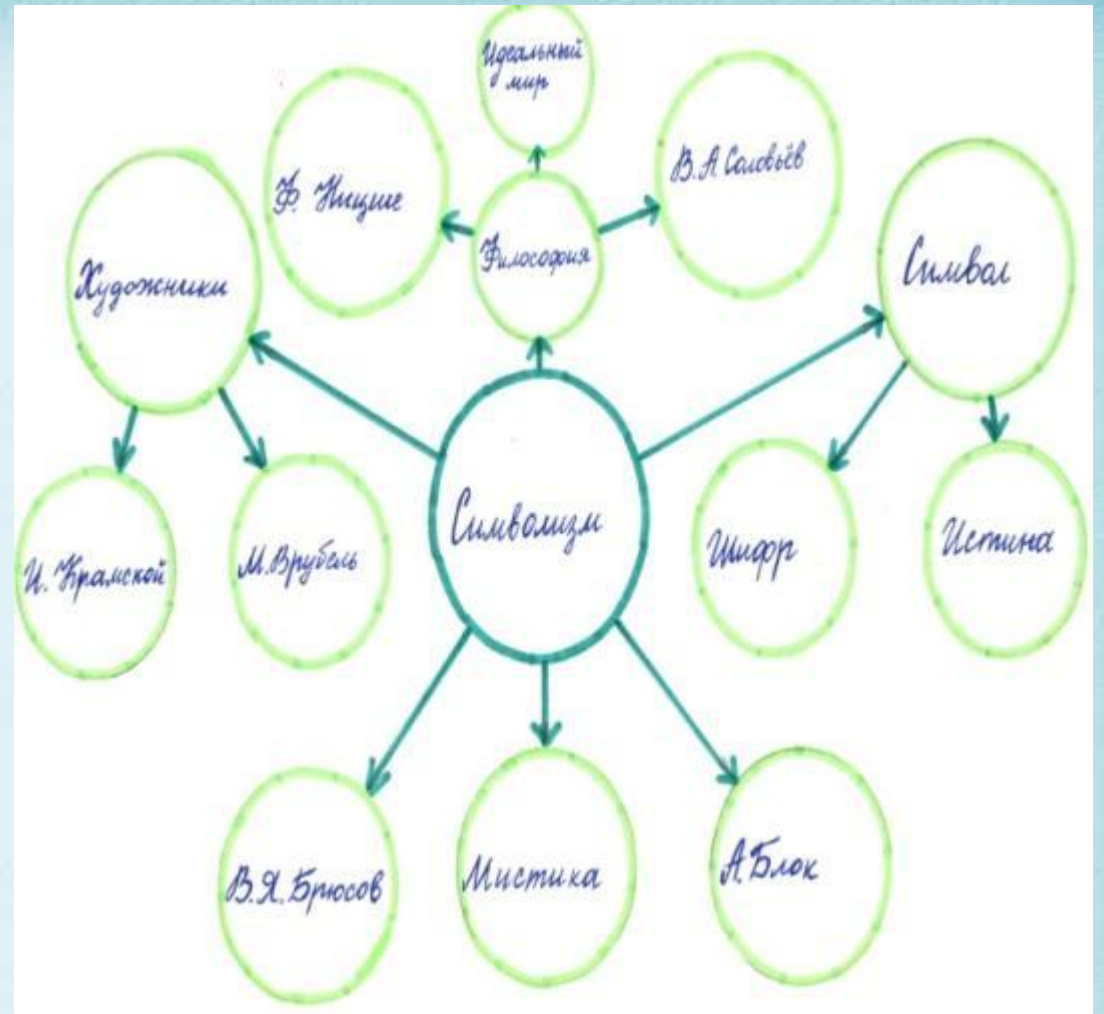 Идеальный
мир
Ф. Ницше
В.А Соловьёв
Философия
Художники
Символ
И. Крамской
М.Врубель
Символизм
Шифр
Истина
В.Я. Брюсов
Мистика
А.Блок